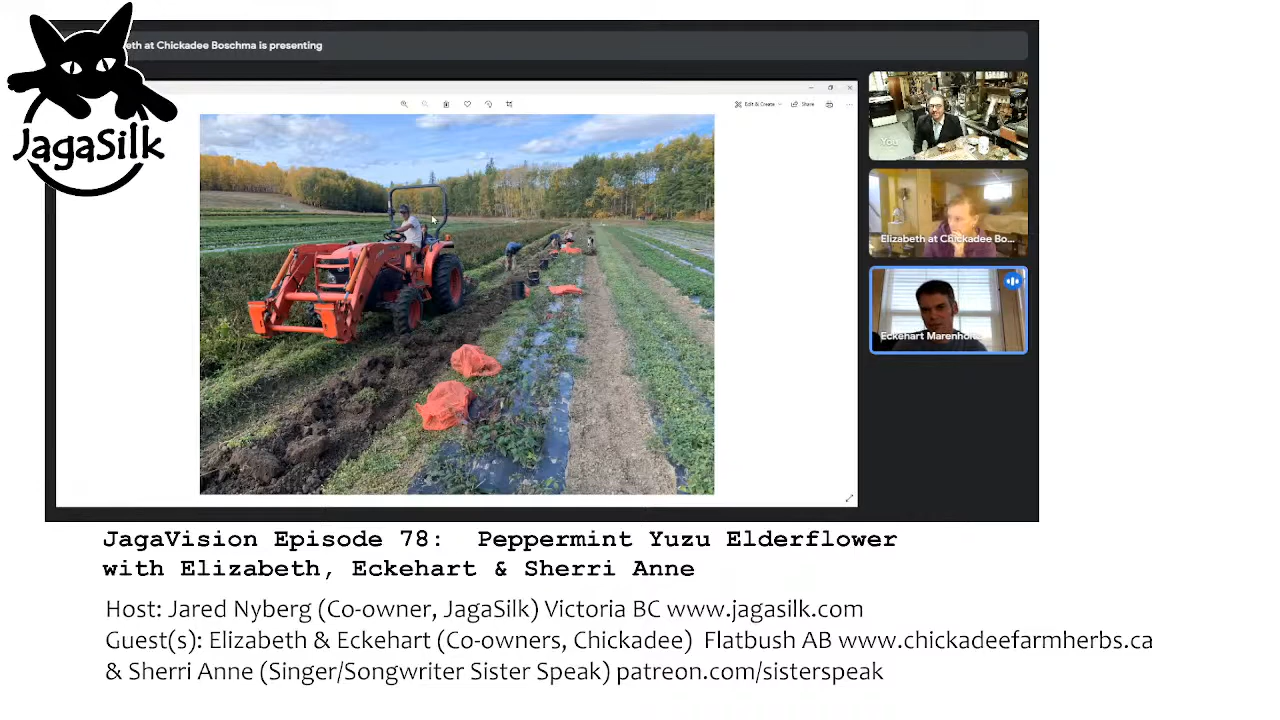 JagaSilk
eth at Chickadee Boschma is presenting
Edit & Create
Share
You
Elizabeth at Chickadee Bo...
Eckehart Marenhol
JagaVision Episode 78: Peppermint Yuzu Elderflower
with Elizabeth, Eckehart & Sherri Anne
Host: Jared Nyberg (Co-owner, JagaSilk) Victoria BC www.jagasilk.com
Guest(s): Elizabeth & Eckehart (Co-owners, Chickadee) Flatbush AB www.chickadeefarmherbs.ca
& Sherri Anne (Singer/Songwriter Sister Speak) patreon.com/sisterspeak